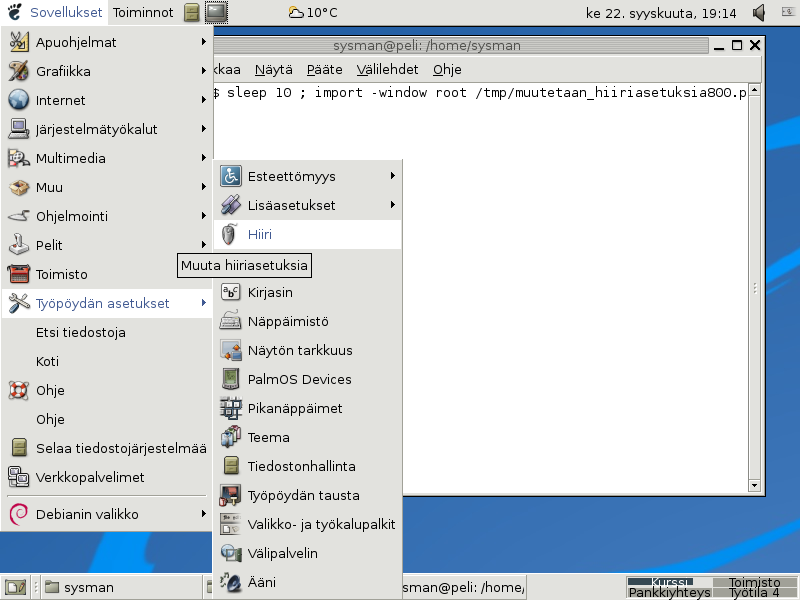 Sovellukset Toiminnot 10°C ke 22. syyskuuta, 19:14
sysman@peli: /home/sysman
kkaa Näytä Pääte Välilehdet Ohje
$ sleep 10 ; import -window root /tmp/muutetaan_hiiriasetuksia800.p
Apuohjelmat
Grafiikka
Internet
Järjestelmätyökalut
Multimedia
Muu
Ohjelmointi
Pelit
Toimisto
Työpöydän asetukset
Etsi tiedostoja
Koti
Ohje
Ohje
Selaa tiedostojärjestelmää
Verkkopalvelimet
Debianin valikko
Esteettömyys
Lisäasetukset
Hiiri
Muuta hiiriasetuksia
Kirjasin
Näppäimistö
Näytön tarkkuus
PalmOS Devices
Pikanäppäimet
Teema
Tiedostonhallinta
Työpöydän tausta
Valikko- ja työkalupalkit
Välipalvelin
Ääni
sysman
sman@peli: /home/
Kurssi Toimisto
Pankkiyhteys Työtila 4